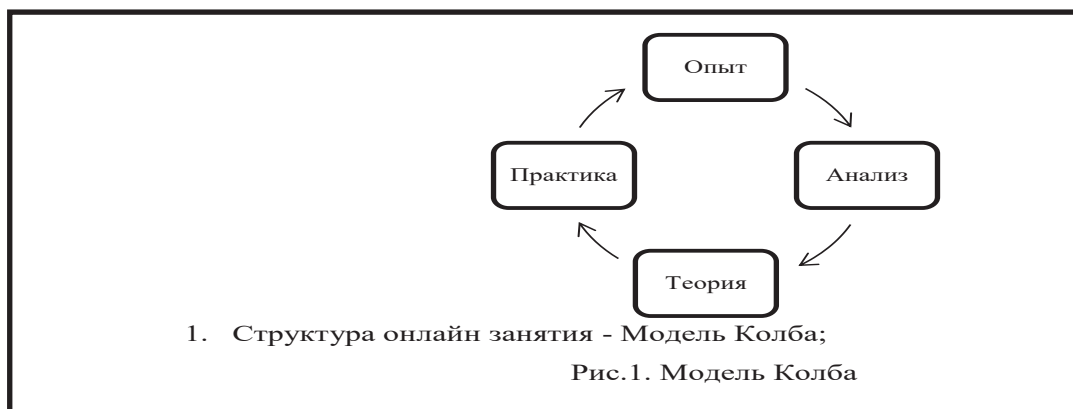 Опыт
Практика
Анализ
Теория
1. Структура онлайн занятия - Модель Колба;
Рис.1. Модель Колба